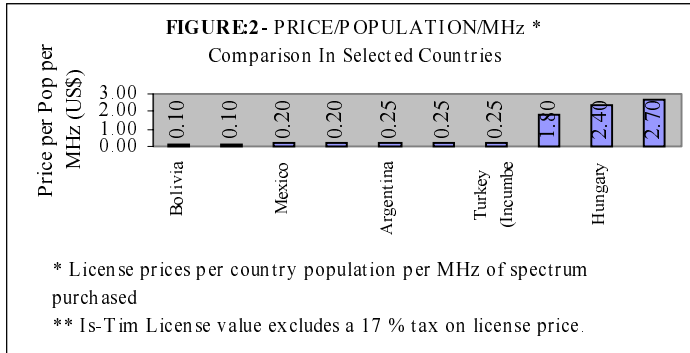 FIGURE:2 - PRICE/POPULATION/MHz *
Comparison In Selected Countries
Price per Pop per
MHz (US$)
3.00
2.00
1.00
0.00
0.10
0.10
0.20
0.20
0.25
0.25
0.25
1.80
2.40
2.70
Bolivia
Mexico
Argentina
Turkey
(Incumbe
Hungary
* License prices per country population per MHz of spectrum
purchased
** Is-Tim License value excludes a 17 % tax on license price.